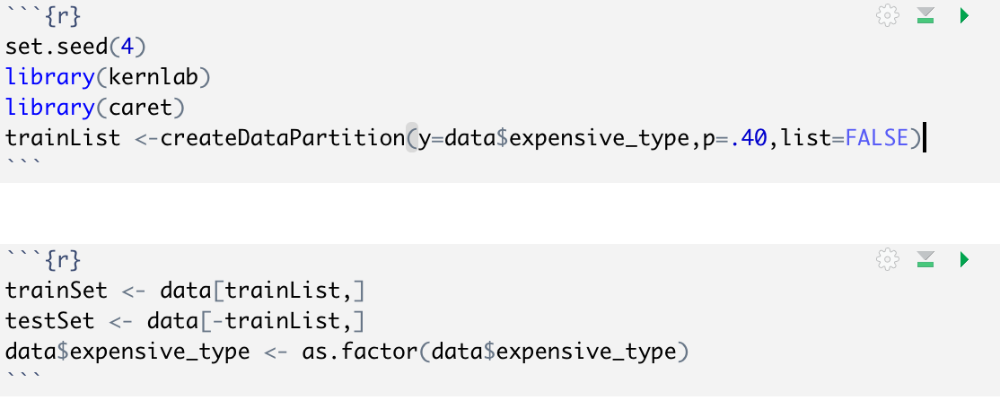 ```{r}
set.seed(4)
library(kernlab)
library(caret)
trainList <-createDataPartition(y=data$expensive_type,p=.40,list=FALSE)
```
```{r}
trainSet <- data[trainList,]
testSet <- data[-trainList,]
data$expensive_type <- as.factor(data$expensive_type)
```